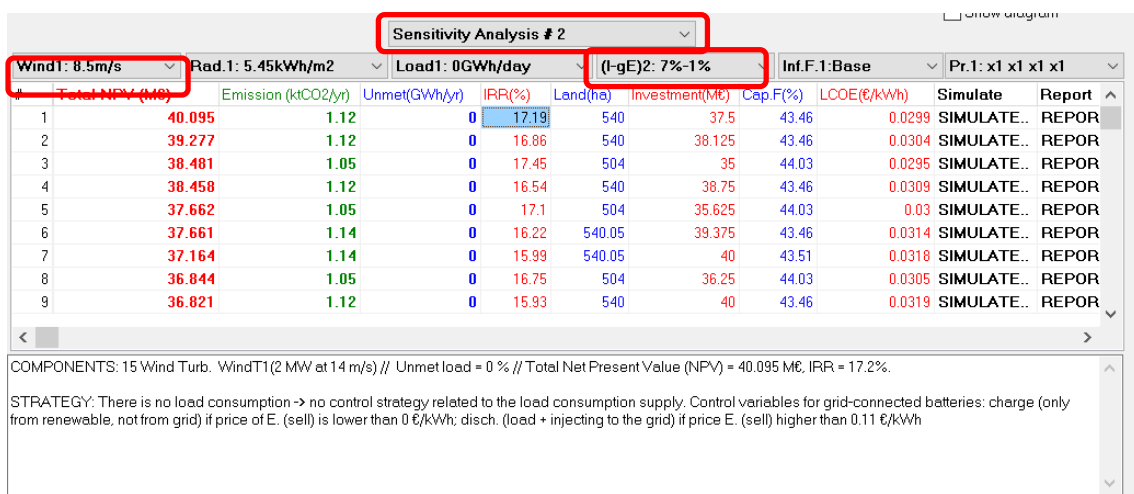 Show diagram
Sensitivity Analysis # 2
Wind1: 8.5m/s Rad.1: 5.45kWh/m2 Load1: 0GWh/day (I-gE)2: 7%-1% Inf.F.1:Base Pr.1: x1 x1 x1 x1
# Total NPV (M€) Emission (ktCO2/yr) Unmet(GWh/yr) IRR(%) Land(ha) Investment(M€) Cap.F(%) LCOE(€/kWh) Simulate Report
1 40.095 1.12 0 17.19 540 37.5 43.46 0.0299 SIMULATE.. REPOR
2 39.277 1.12 0 16.86 540 38.125 43.46 0.0304 SIMULATE.. REPOR
3 38.481 1.05 0 17.45 504 35 44.03 0.0295 SIMULATE.. REPOR
4 38.458 1.12 0 16.54 540 38.75 43.46 0.0309 SIMULATE.. REPOR
5 37.662 1.05 0 17.1 504 35.625 44.03 0.03 SIMULATE.. REPOR
6 37.661 1.14 0 16.22 540.05 39.375 43.46 0.0314 SIMULATE.. REPOR
7 37.164 1.14 0 15.99 540.05 40 43.51 0.0318 SIMULATE.. REPOR
8 36.844 1.05 0 16.75 504 36.25 44.03 0.0305 SIMULATE.. REPOR
9 36.821 1.12 0 15.93 540 40 43.46 0.0319 SIMULATE.. REPOR
COMPONENTS: 15 Wind Turb. WindT1(2 MW at 14 m/s) // Unmet load = 0 % // Total Net Present Value (NPV) = 40.095 M€, IRR = 17.2%.
STRATEGY: There is no load consumption -> no control strategy related to the load consumption supply. Control variables for grid-connected batteries: charge (only
from renewable, not from grid) if price of E. (sell) is lower than 0 €/kWh; disch. (load + injecting to the grid) if price E. (sell) higher than 0.11 €/kWh